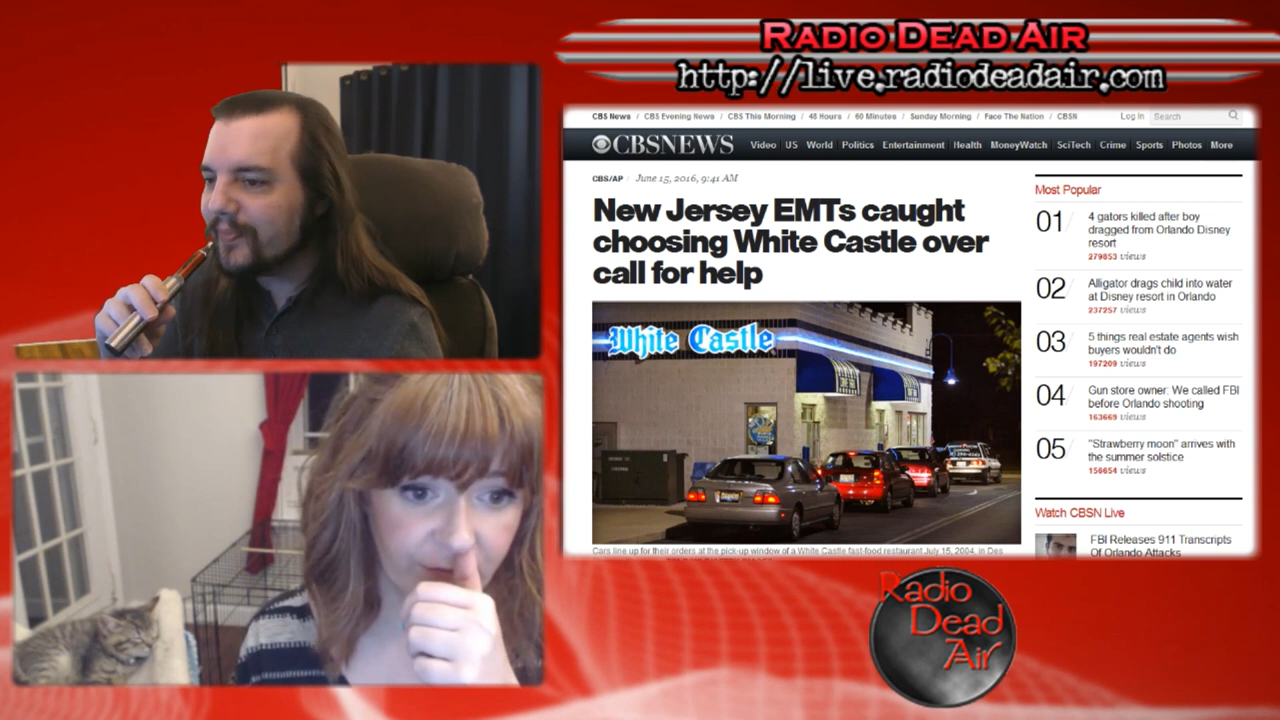 RADIO DEAD AIR
http://live.radiodeadair.com
CBS News / CBS Evening News / CBS This Morning / 48 Hours / 60 Minutes / Sunday Morning / Face The Nation / CBSN
Log In Search
CBSNEWS Video US World Politics Entertainment Health MoneyWatch SciTech Crime Sports Photos More
CBS/AP / June 15, 2016, 9:41 AM
New Jersey EMTs caught
choosing White Castle over
call for help
White Castle
Cars line up for their orders at the pick-up window of a White Castle fast-food restaurant July 15, 2004, in Des
Most Popular
01 4 gators killed after boy
dragged from Orlando Disney
resort
279853 views
02 Alligator drags child into water
at Disney resort in Orlando
237257 views
03 5 things real estate agents wish
buyers wouldn't do
197209 views
04 Gun store owner: We called FBI
before Orlando shooting
163669 views
05 "Strawberry moon" arrives with
the summer solstice
156654 views
Watch CBSN Live
FBI Releases 911 Transcripts
Of Orlando Attacks
Radio
Dead
Air